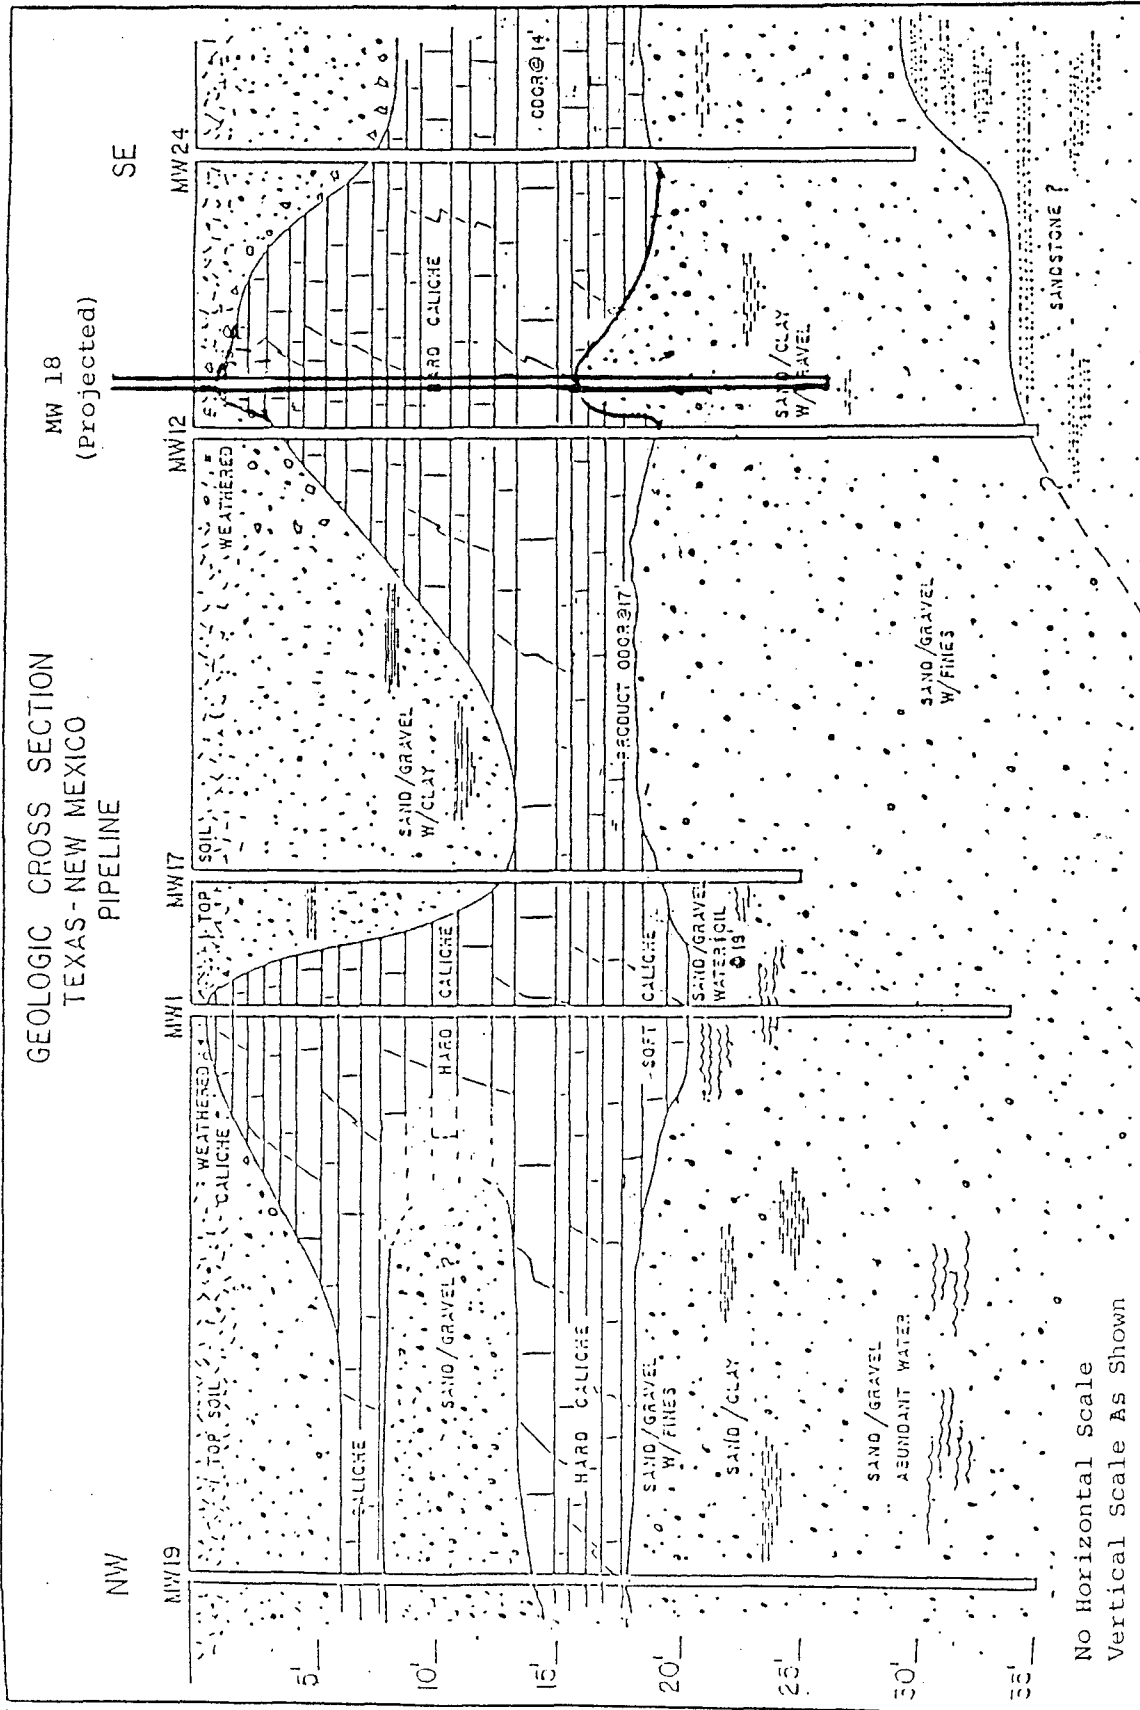 GEOLOGIC CROSS SECTION
TEXAS-NEW MEXICO
PIPELINE
NW
SE
MW 18
(Projected)
MW19
MW1
MW17
MW12
MW24
5'
10'
15'
20'
25'
30'
35'
TOP SOIL
WEATHERED
CALICHE
TOP
SOIL
WEATHERED
CALICHE
SAND/GRAVEL ?
HARD CALICHE
SAND/GRAVEL
W/FINES
SAND/CLAY
SAND/GRAVEL
ABUNDANT WATER
HARD CALICHE
SOFT CALICHE
SAND/GRAVEL
WATER/OIL
@ 19'
SAND/GRAVEL
W/CLAY
PRODUCT ODOR@17'
SAND/GRAVEL
W/FINES
HARD CALICHE
SAND/CLAY
W/GRAVEL
ODOR@14'
SANDSTONE ?
?
No Horizontal Scale
Vertical Scale As Shown